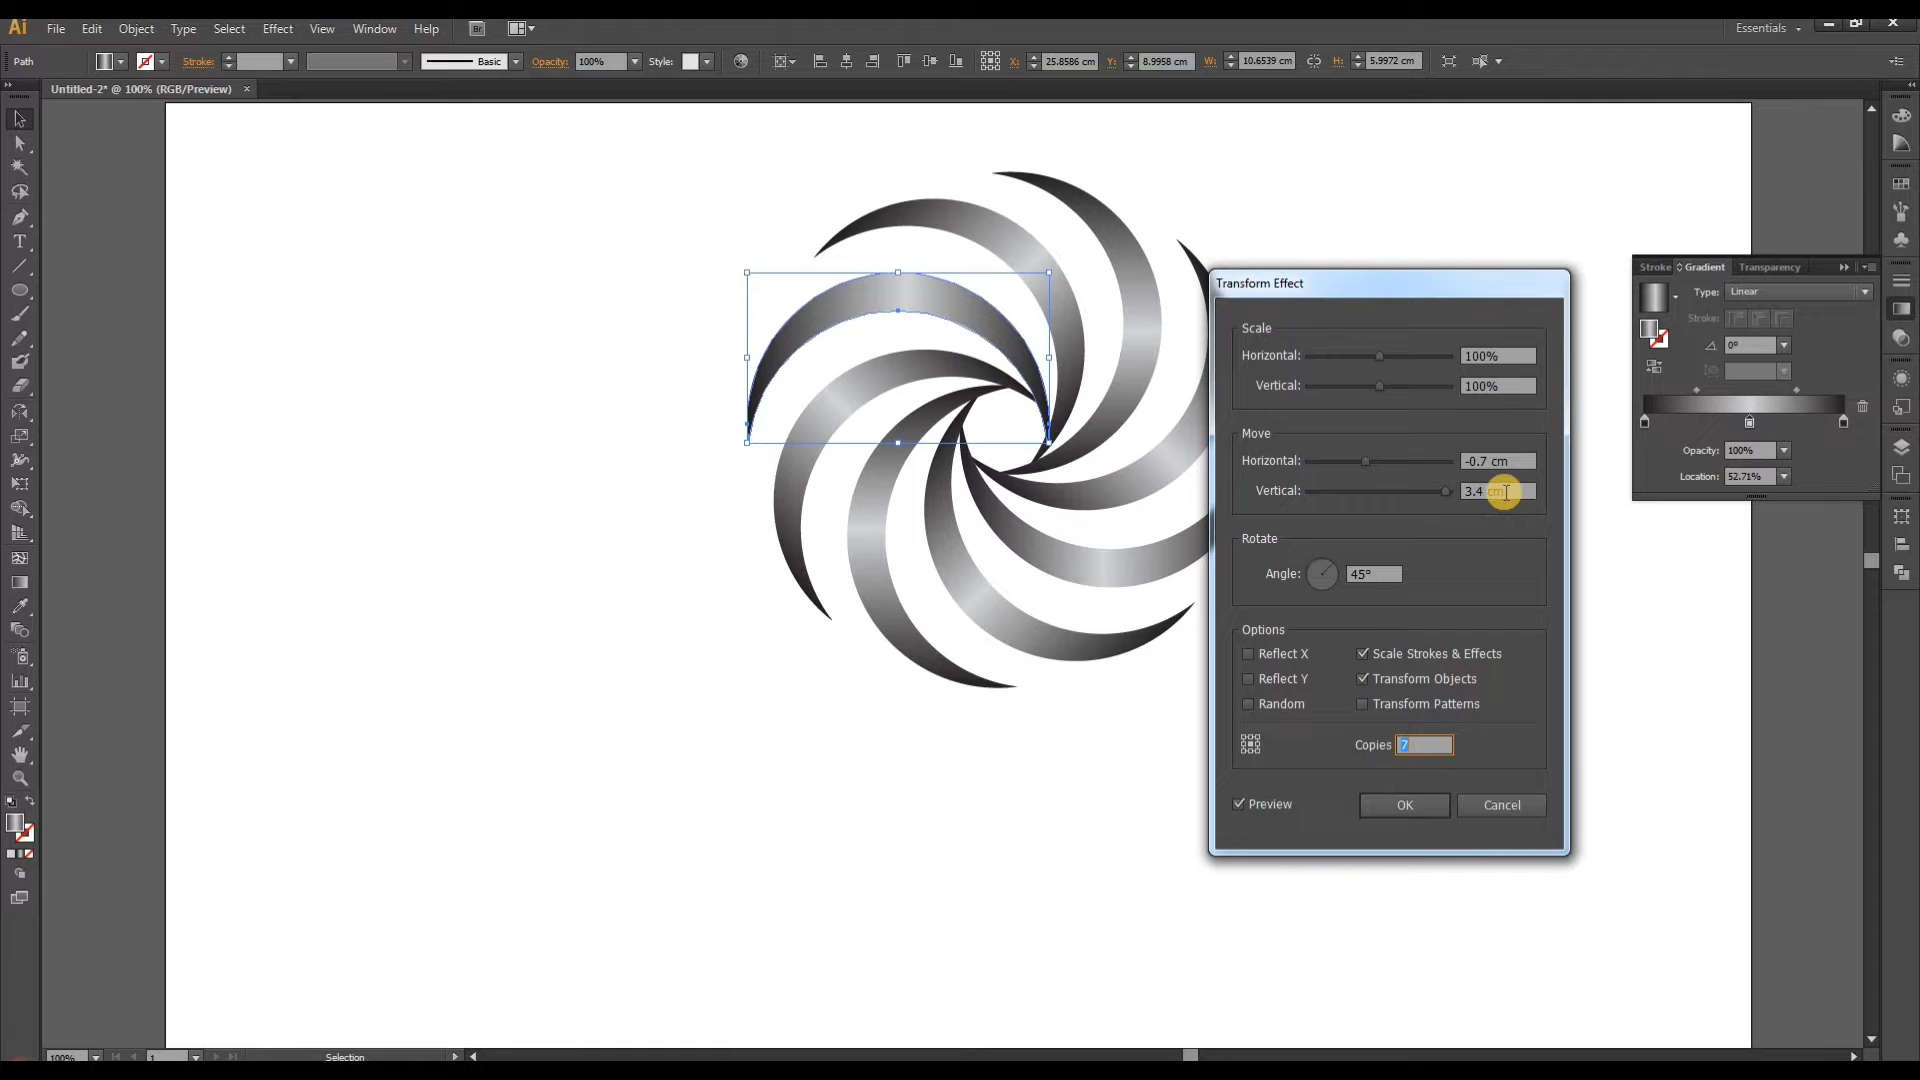 Ai File Edit Object Type Select Effect View Window Help Br Essentials
Path Stroke: Basic Opacity: 100% Style: X: 25.8586 cm Y: 8.9958 cm W: 10.6539 cm H: 5.9972 cm
Untitled-2* @ 100% (RGB/Preview) ×
Transform Effect
Scale
Horizontal: 100%
Vertical: 100%
Move
Horizontal: -0.7 cm
Vertical: 3.4 cm
Rotate
Angle: 45°
Options
Reflect X Scale Strokes & Effects
Reflect Y Transform Objects
Random Transform Patterns
Copies 7
Preview OK Cancel
Stroke Gradient Transparency
Type: Linear
Stroke:
0°
Opacity: 100%
Location: 52.71%
100% 1 Selection